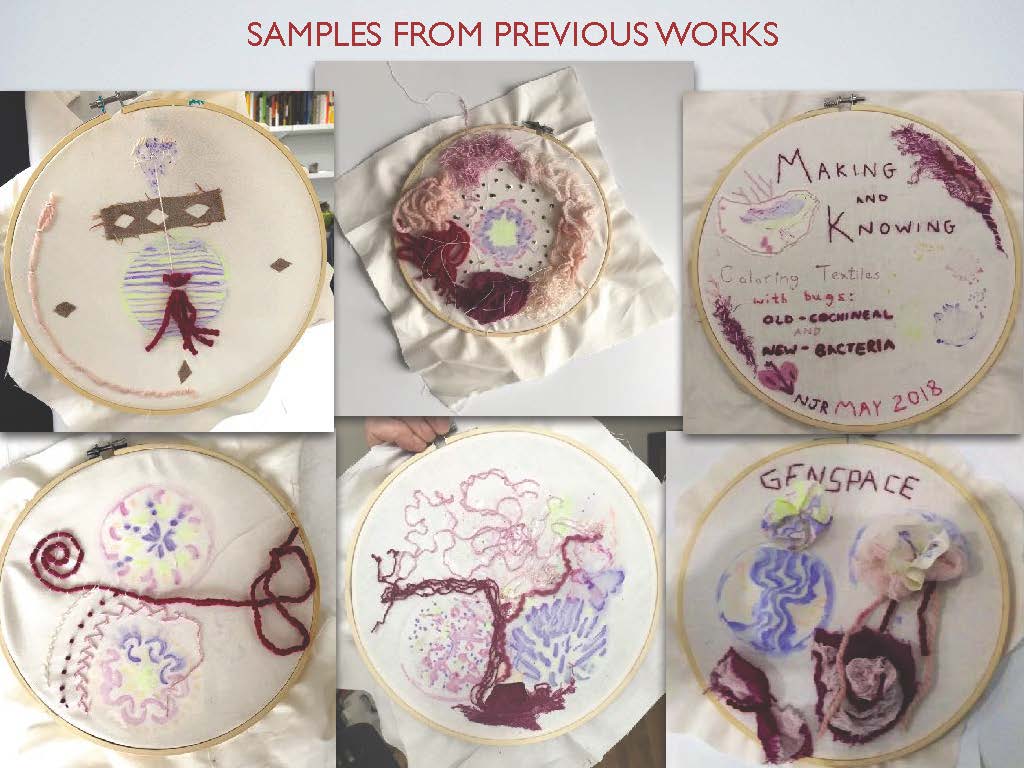 SAMPLES FROM PREVIOUS WORKS
MAKING
AND
KNOWING
Coloring Textiles
with bugs:
OLD-COCHINEAL
AND
NEW-BACTERIA
NJR MAY 2018
GENSPACE